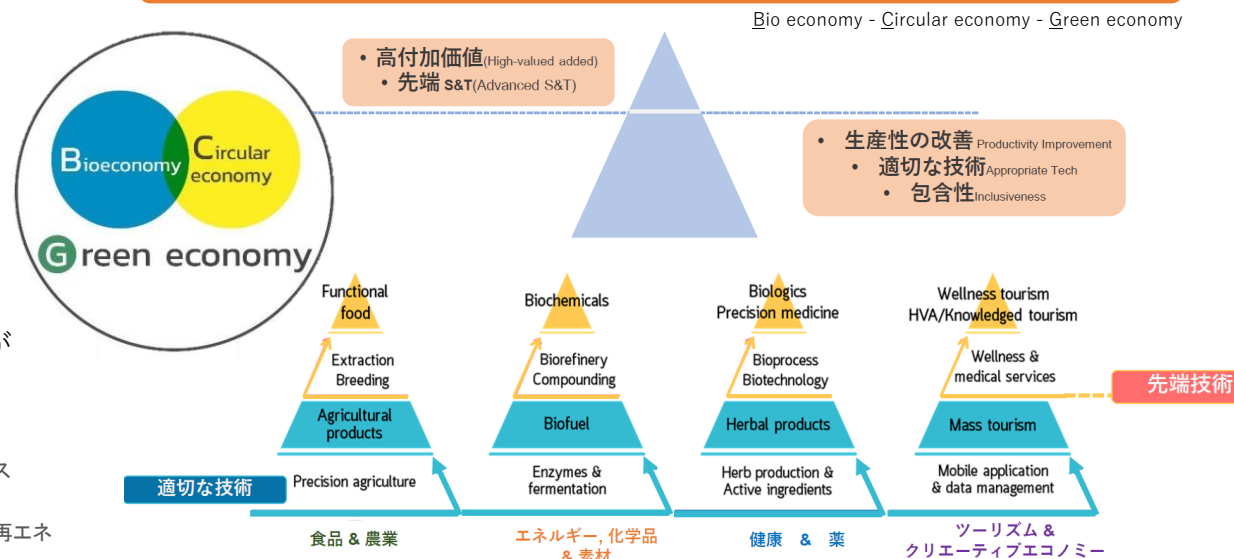 Bio economy - Circular economy - Green economy
• 高付加価値(High-valued added)
• 先端 S&T(Advanced S&T)
• 生産性の改善 Productivity Improvement
• 適切な技術Appropriate Tech
• 包含性Inclusiveness
Bioeconomy
Circular
economy
Green economy
が
ス
再エネ
Functional
food
Extraction
Breeding
Agricultural
products
Precision agriculture
食品 & 農業
Biochemicals
Biorefinery
Compounding
Biofuel
Enzymes &
fermentation
エネルギー, 化学品
& 素材
Biologics
Precision medicine
Bioprocess
Biotechnology
Herbal products
Herb production &
Active ingredients
健康 & 薬
Wellness tourism
HVA/Knowledged tourism
Wellness &
medical services
Mass tourism
Mobile application
& data management
ツーリズム &
クリエーティブエコノミー
先端技術
適切な技術